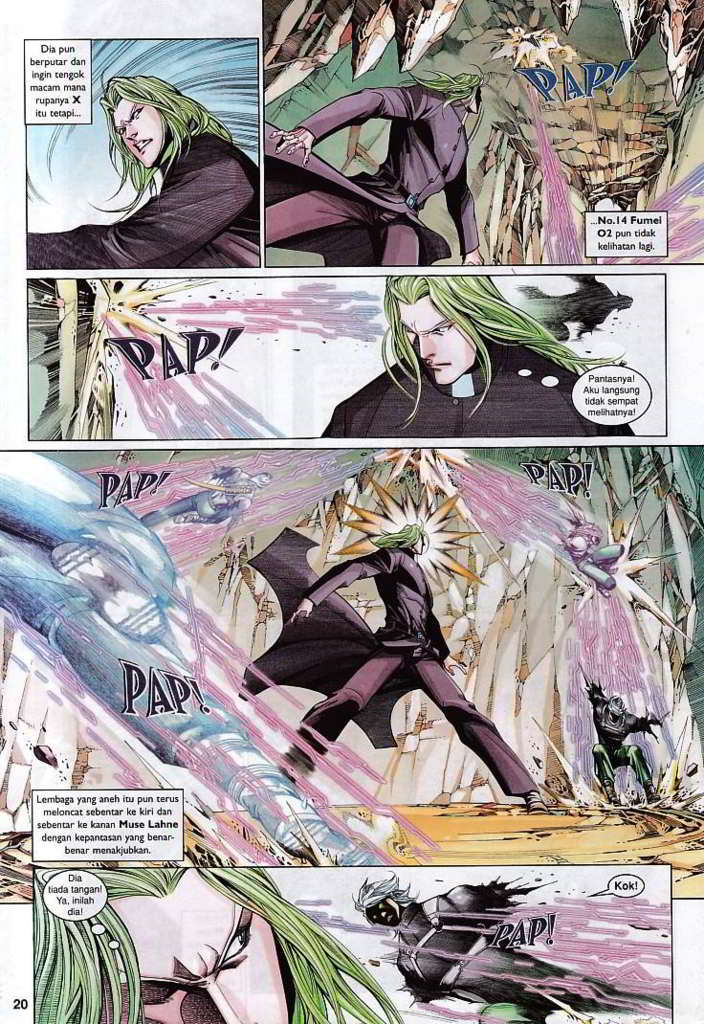 Dia pun
berputar dan
ingin tengok
macam mana
rupanya X
itu tetapi...
PAP!
...No.14 Fumei
O2 pun tidak
kelihatan lagi.
PAP!
Pantasnya!
Aku langsung
tidak sempat
melihatnya!
PAP!
PAP!
PAP!
Lembaga yang aneh itu pun terus
meloncat sebentar ke kiri dan
sebentar ke kanan Muse Lahne
dengan kepantasan yang benar-
benar menakjubkan.
Dia
tiada tangan!
Ya, inilah
dia!
Kok!
PAP!
20